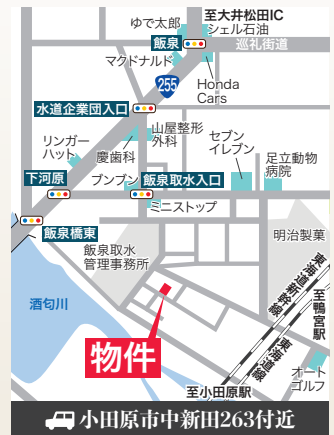 至大井松田IC
ゆで太郎
シェル石油
飯泉
巡礼街道
マクドナルド
255
Honda
Cars
水道企業団入口
山屋整形
外科
リンガー
ハット
慶歯科
セブン
イレブン
足立動物
病院
下河原
ブンブン
飯泉取水入口
ミニストップ
飯泉橋東
飯泉取水
管理事務所
明治製菓
東海道新幹線
至鴨宮駅
酒匂川
物件
東海道線
オート
ゴルフ
至小田原駅
小田原市中新田263付近